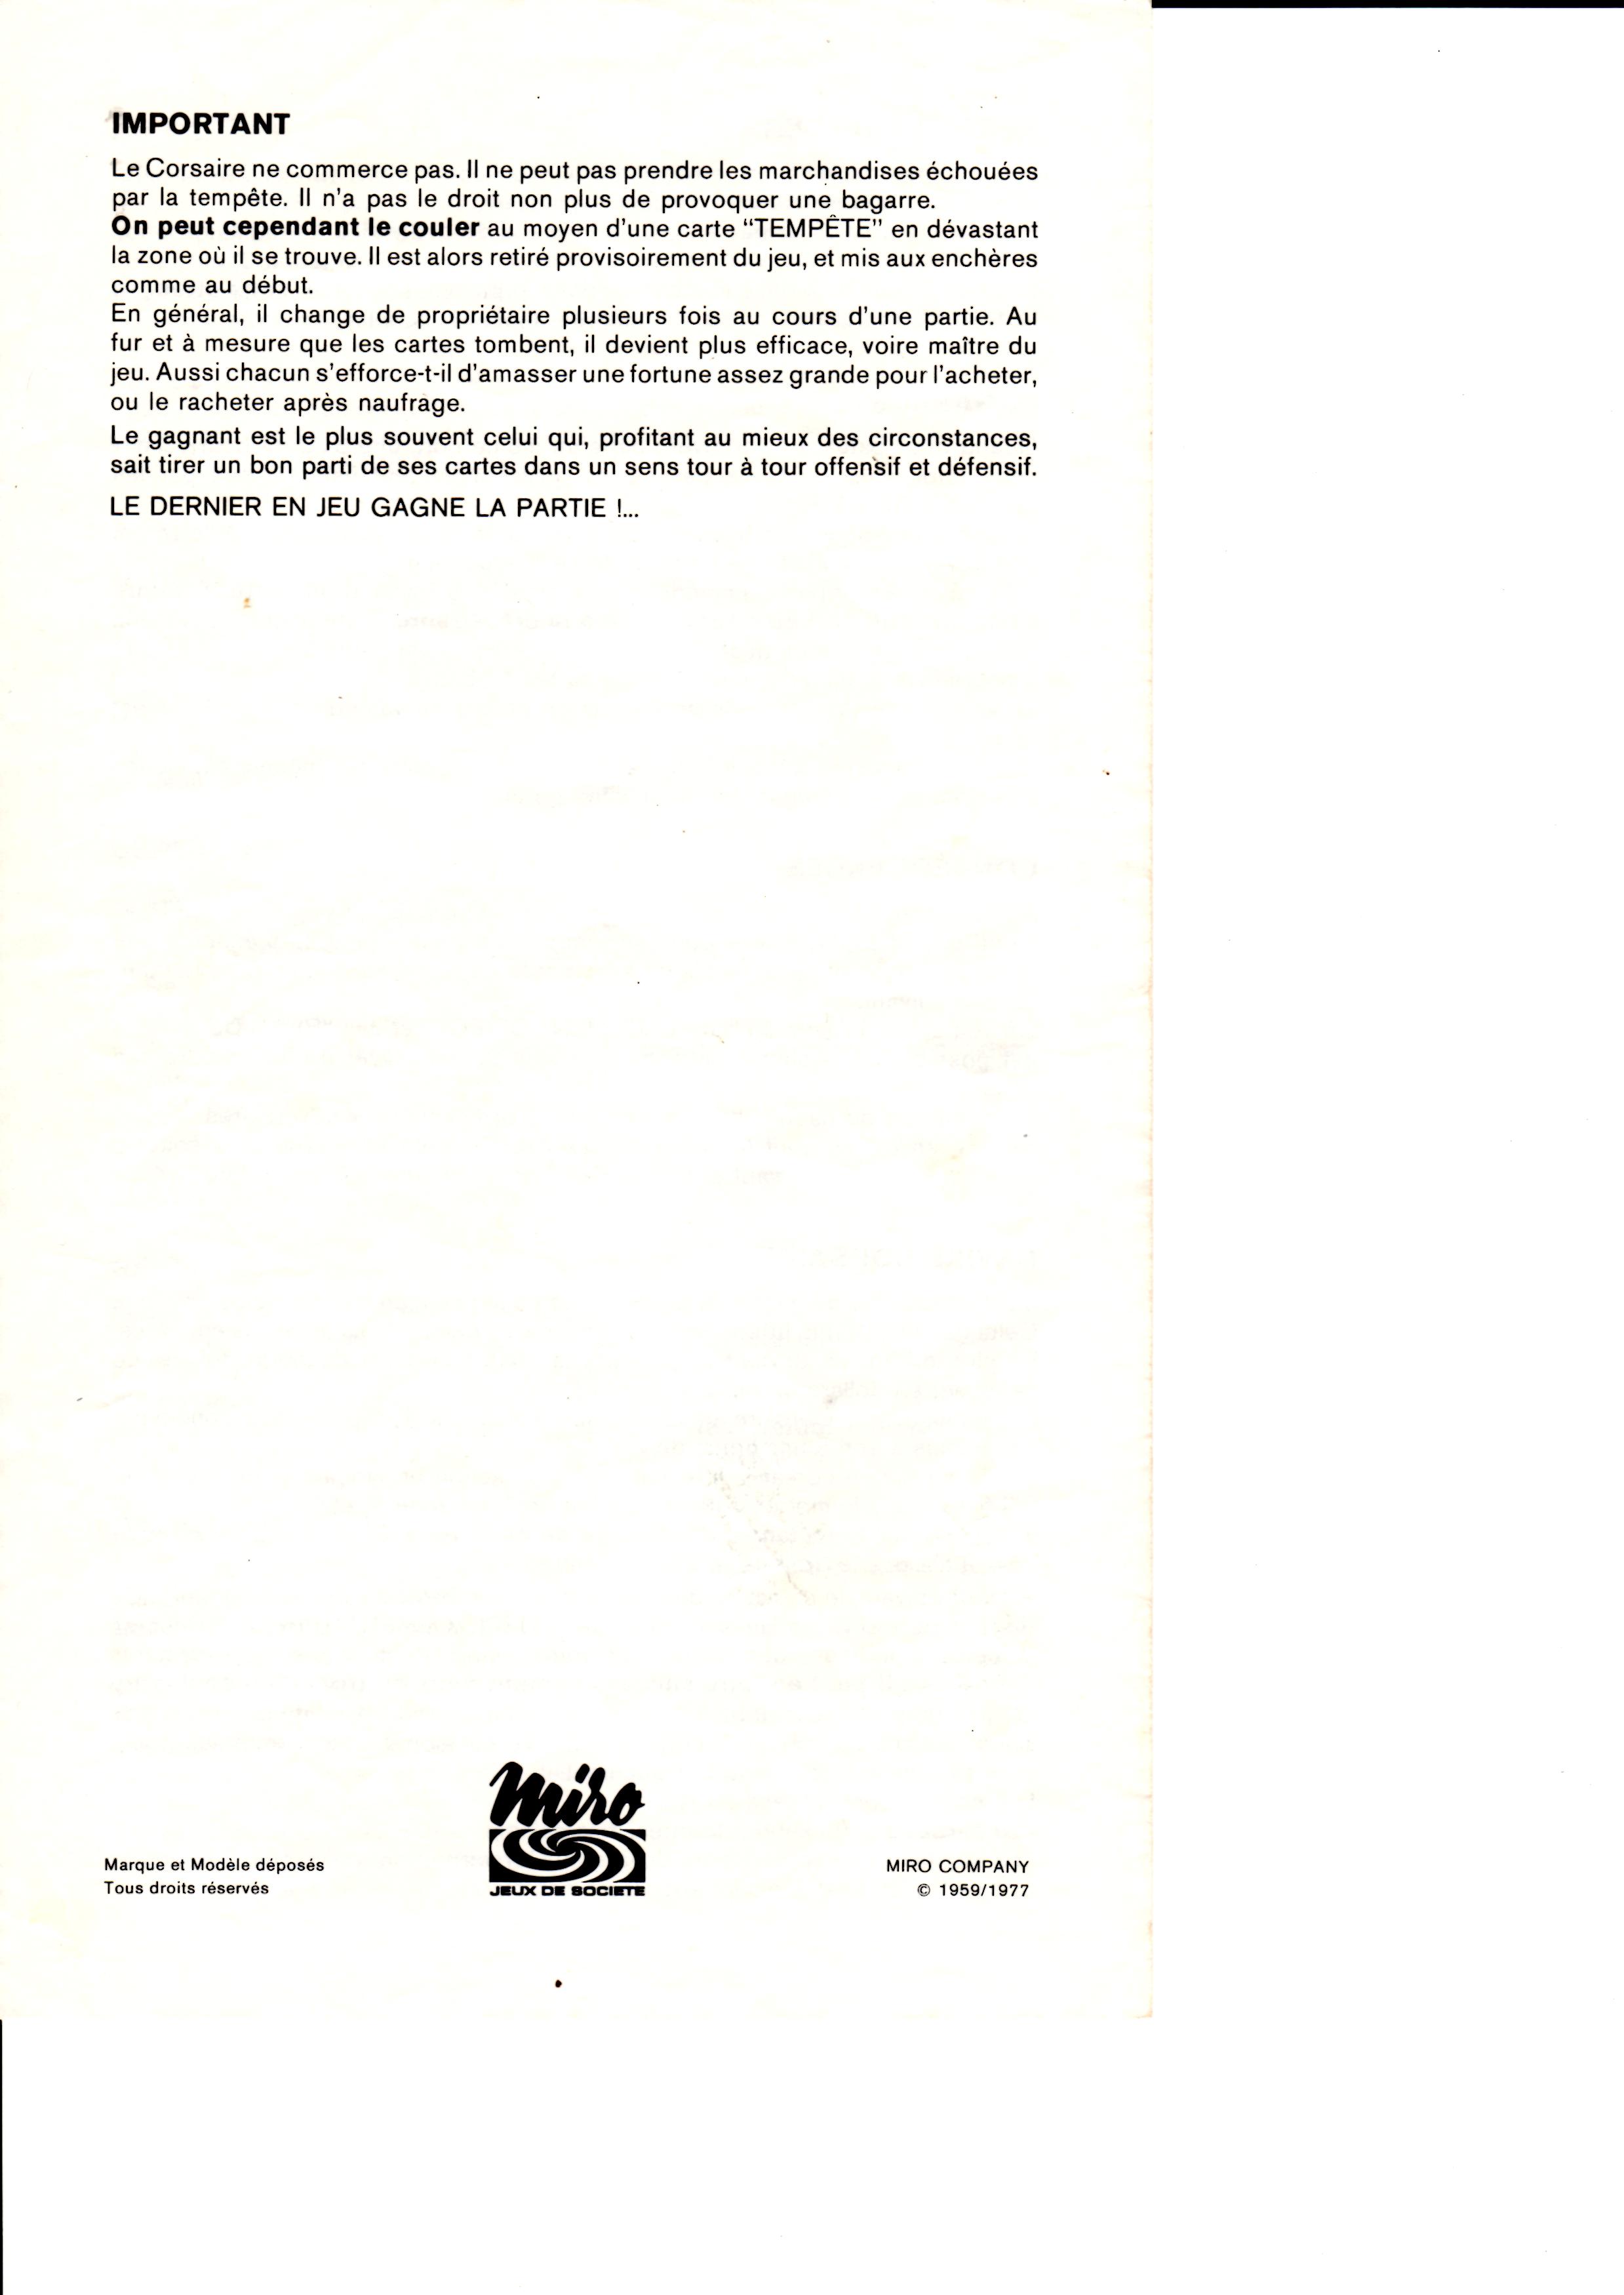 IMPORTANT
Le Corsaire ne commerce pas. Il ne peut pas prendre les marchandises échouées
par la tempête. Il n'a pas le droit non plus de provoquer une bagarre.
On peut cependant le couler au moyen d'une carte “TEMPÊTE” en dévastant
la zone où il se trouve. Il est alors retiré provisoirement du jeu, et mis aux enchères
comme au début.
En général, il change de propriétaire plusieurs fois au cours d'une partie. Au
fur et à mesure que les cartes tombent, il devient plus efficace, voire maître du
jeu. Aussi chacun s'efforce-t-il d'amasser une fortune assez grande pour l'acheter,
ou le racheter après naufrage.
Le gagnant est le plus souvent celui qui, profitant au mieux des circonstances,
sait tirer un bon parti de ses cartes dans un sens tour à tour offensif et défensif.
LE DERNIER EN JEU GAGNE LA PARTIE !...
miro
JEUX DE SOCIETE
Marque et Modèle déposés
Tous droits réservés
MIRO COMPANY
© 1959/1977